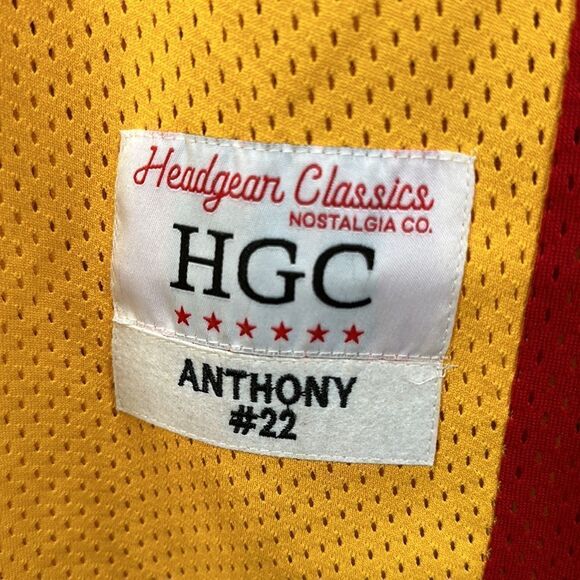 Headgear Classics
NOSTALGIA CO.
HGC
ANTHONY
#22